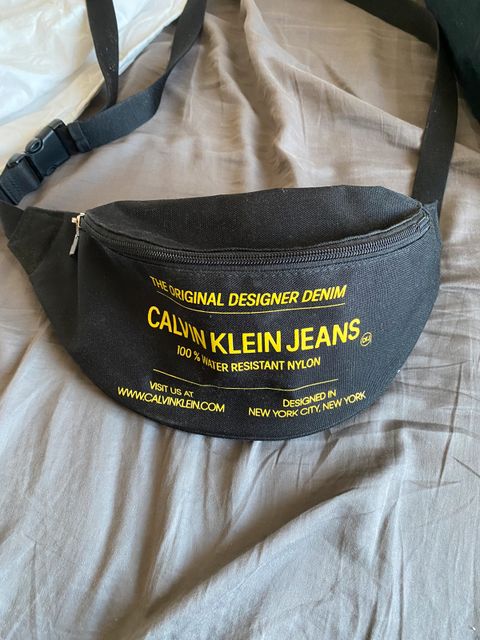 THE ORIGINAL DESIGNER DENIM
CALVIN KLEIN JEANS
100 % WATER RESISTANT NYLON
VISIT US AT
WWW.CALVINKLEIN.COM
DESIGNED IN
NEW YORK CITY, NEW YORK